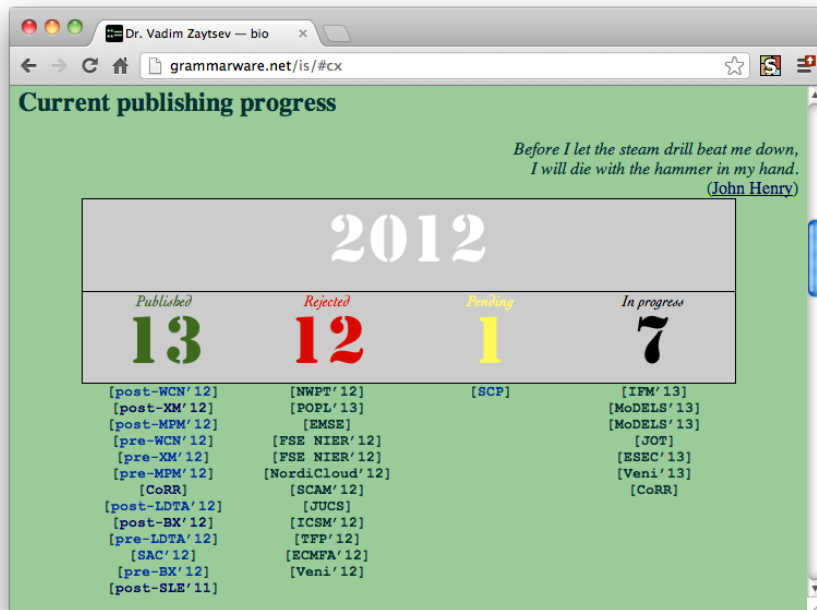 Dr. Vadim Zaytsev — bio
grammarware.net/is/#cx
Current publishing progress
Before I let the steam drill beat me down,
I will die with the hammer in my hand.
(John Henry)
2012
Published Rejected Pending In progress
13 12 1 7
[post-WCN'12] [NWPT'12] [SCP] [IFM'13]
[post-XM'12] [POPL'13] [MoDELS'13]
[post-MPM'12] [EMSE] [MoDELS'13]
[pre-WCN'12] [FSE NIER'12] [JOT]
[pre-XM'12] [FSE NIER'12] [ESEC'13]
[pre-MPM'12] [NordiCloud'12] [Veni'13]
[CoRR] [SCAM'12] [CoRR]
[post-LDTA'12] [JUCS]
[post-BX'12] [ICSM'12]
[pre-LDTA'12] [TFP'12]
[SAC'12] [ECMFA'12]
[pre-BX'12] [Veni'12]
[post-SLE'11]